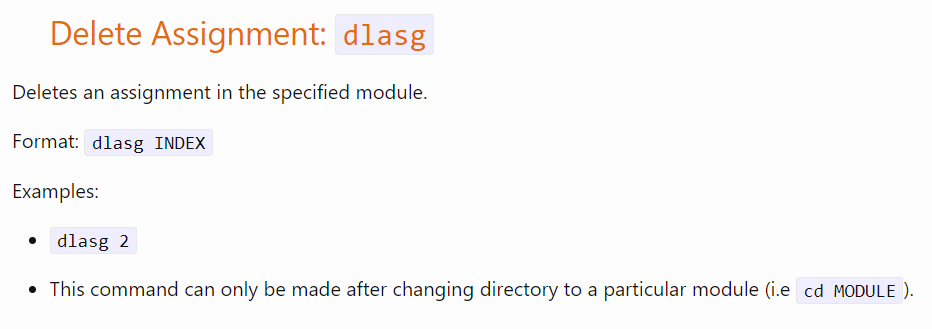 Delete Assignment: dlasg
Deletes an assignment in the specified module.
Format: dlasg INDEX
Examples:
• dlasg 2
• This command can only be made after changing directory to a particular module (i.e cd MODULE).